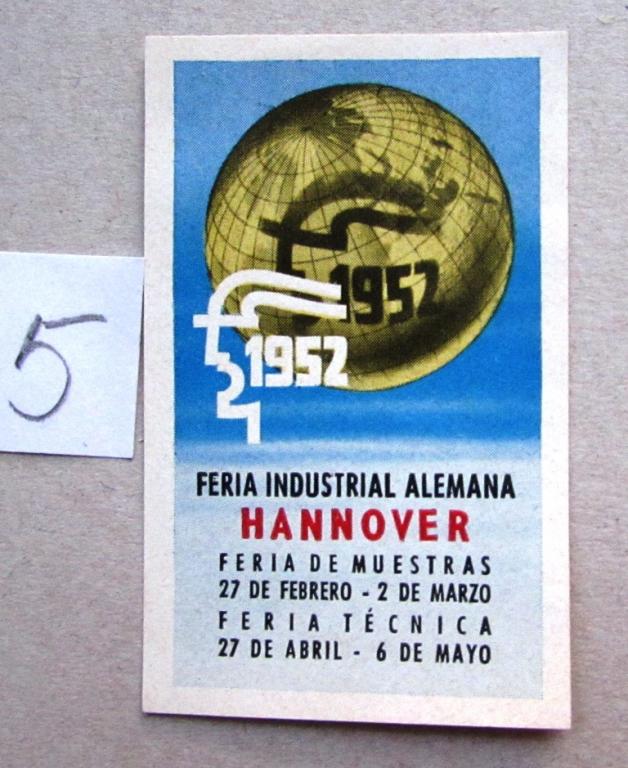 5
1952
1952
FERIA INDUSTRIAL ALEMANA
HANNOVER
FERIA DE MUESTRAS
27 DE FEBRERO - 2 DE MARZO
FERIA TÉCNICA
27 DE ABRIL - 6 DE MAYO